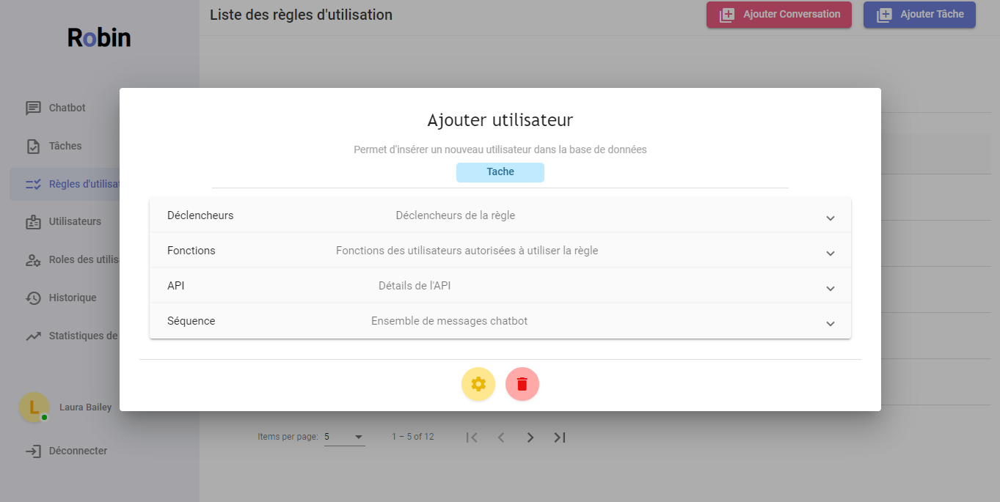 Liste des règles d'utilisation
Ajouter Conversation
Ajouter Tâche
Robin
Chatbot
Tâches
Règles d'utilisat
Utilisateurs
Roles des utilis
Historique
Statistiques de
L
Laura Bailey
Déconnecter
Ajouter utilisateur
Permet d'insérer un nouveau utilisateur dans la base de données
Tache
Déclencheurs Déclencheurs de la règle
Fonctions Fonctions des utilisateurs autorisées à utiliser la règle
API Détails de l'API
Séquence Ensemble de messages chatbot
Items per page: 5 1 – 5 of 12